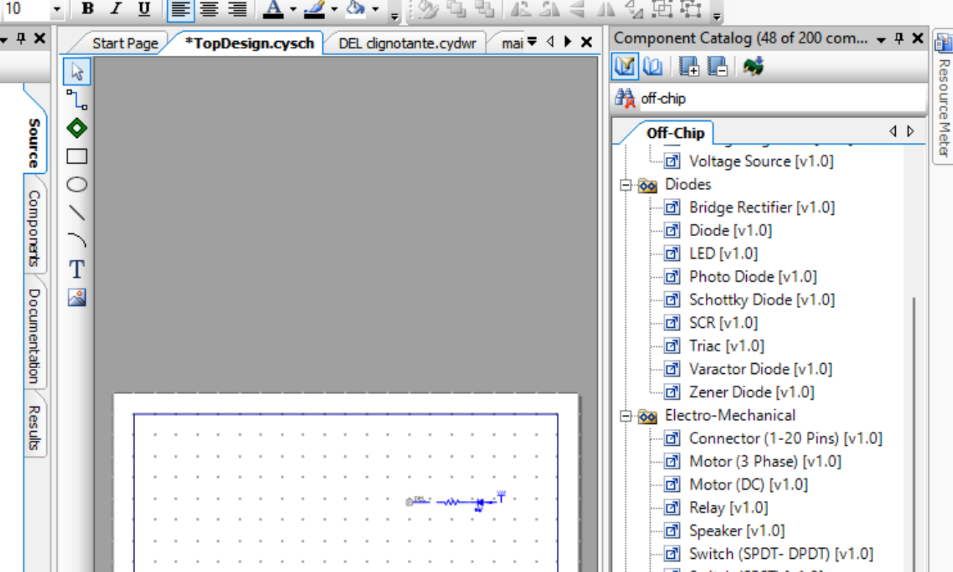 10 B I U A
Start Page *TopDesign.cysch DEL clignotante.cydwr mai
Component Catalog (48 of 200 com...
off-chip
Off-Chip
Source
Components
Documentation
Results
T
Resource Meter
Voltage Source [v1.0]
Diodes
Bridge Rectifier [v1.0]
Diode [v1.0]
LED [v1.0]
Photo Diode [v1.0]
Schottky Diode [v1.0]
SCR [v1.0]
Triac [v1.0]
Varactor Diode [v1.0]
Zener Diode [v1.0]
Electro-Mechanical
Connector (1-20 Pins) [v1.0]
Motor (3 Phase) [v1.0]
Motor (DC) [v1.0]
Relay [v1.0]
Speaker [v1.0]
Switch (SPDT- DPDT) [v1.0]